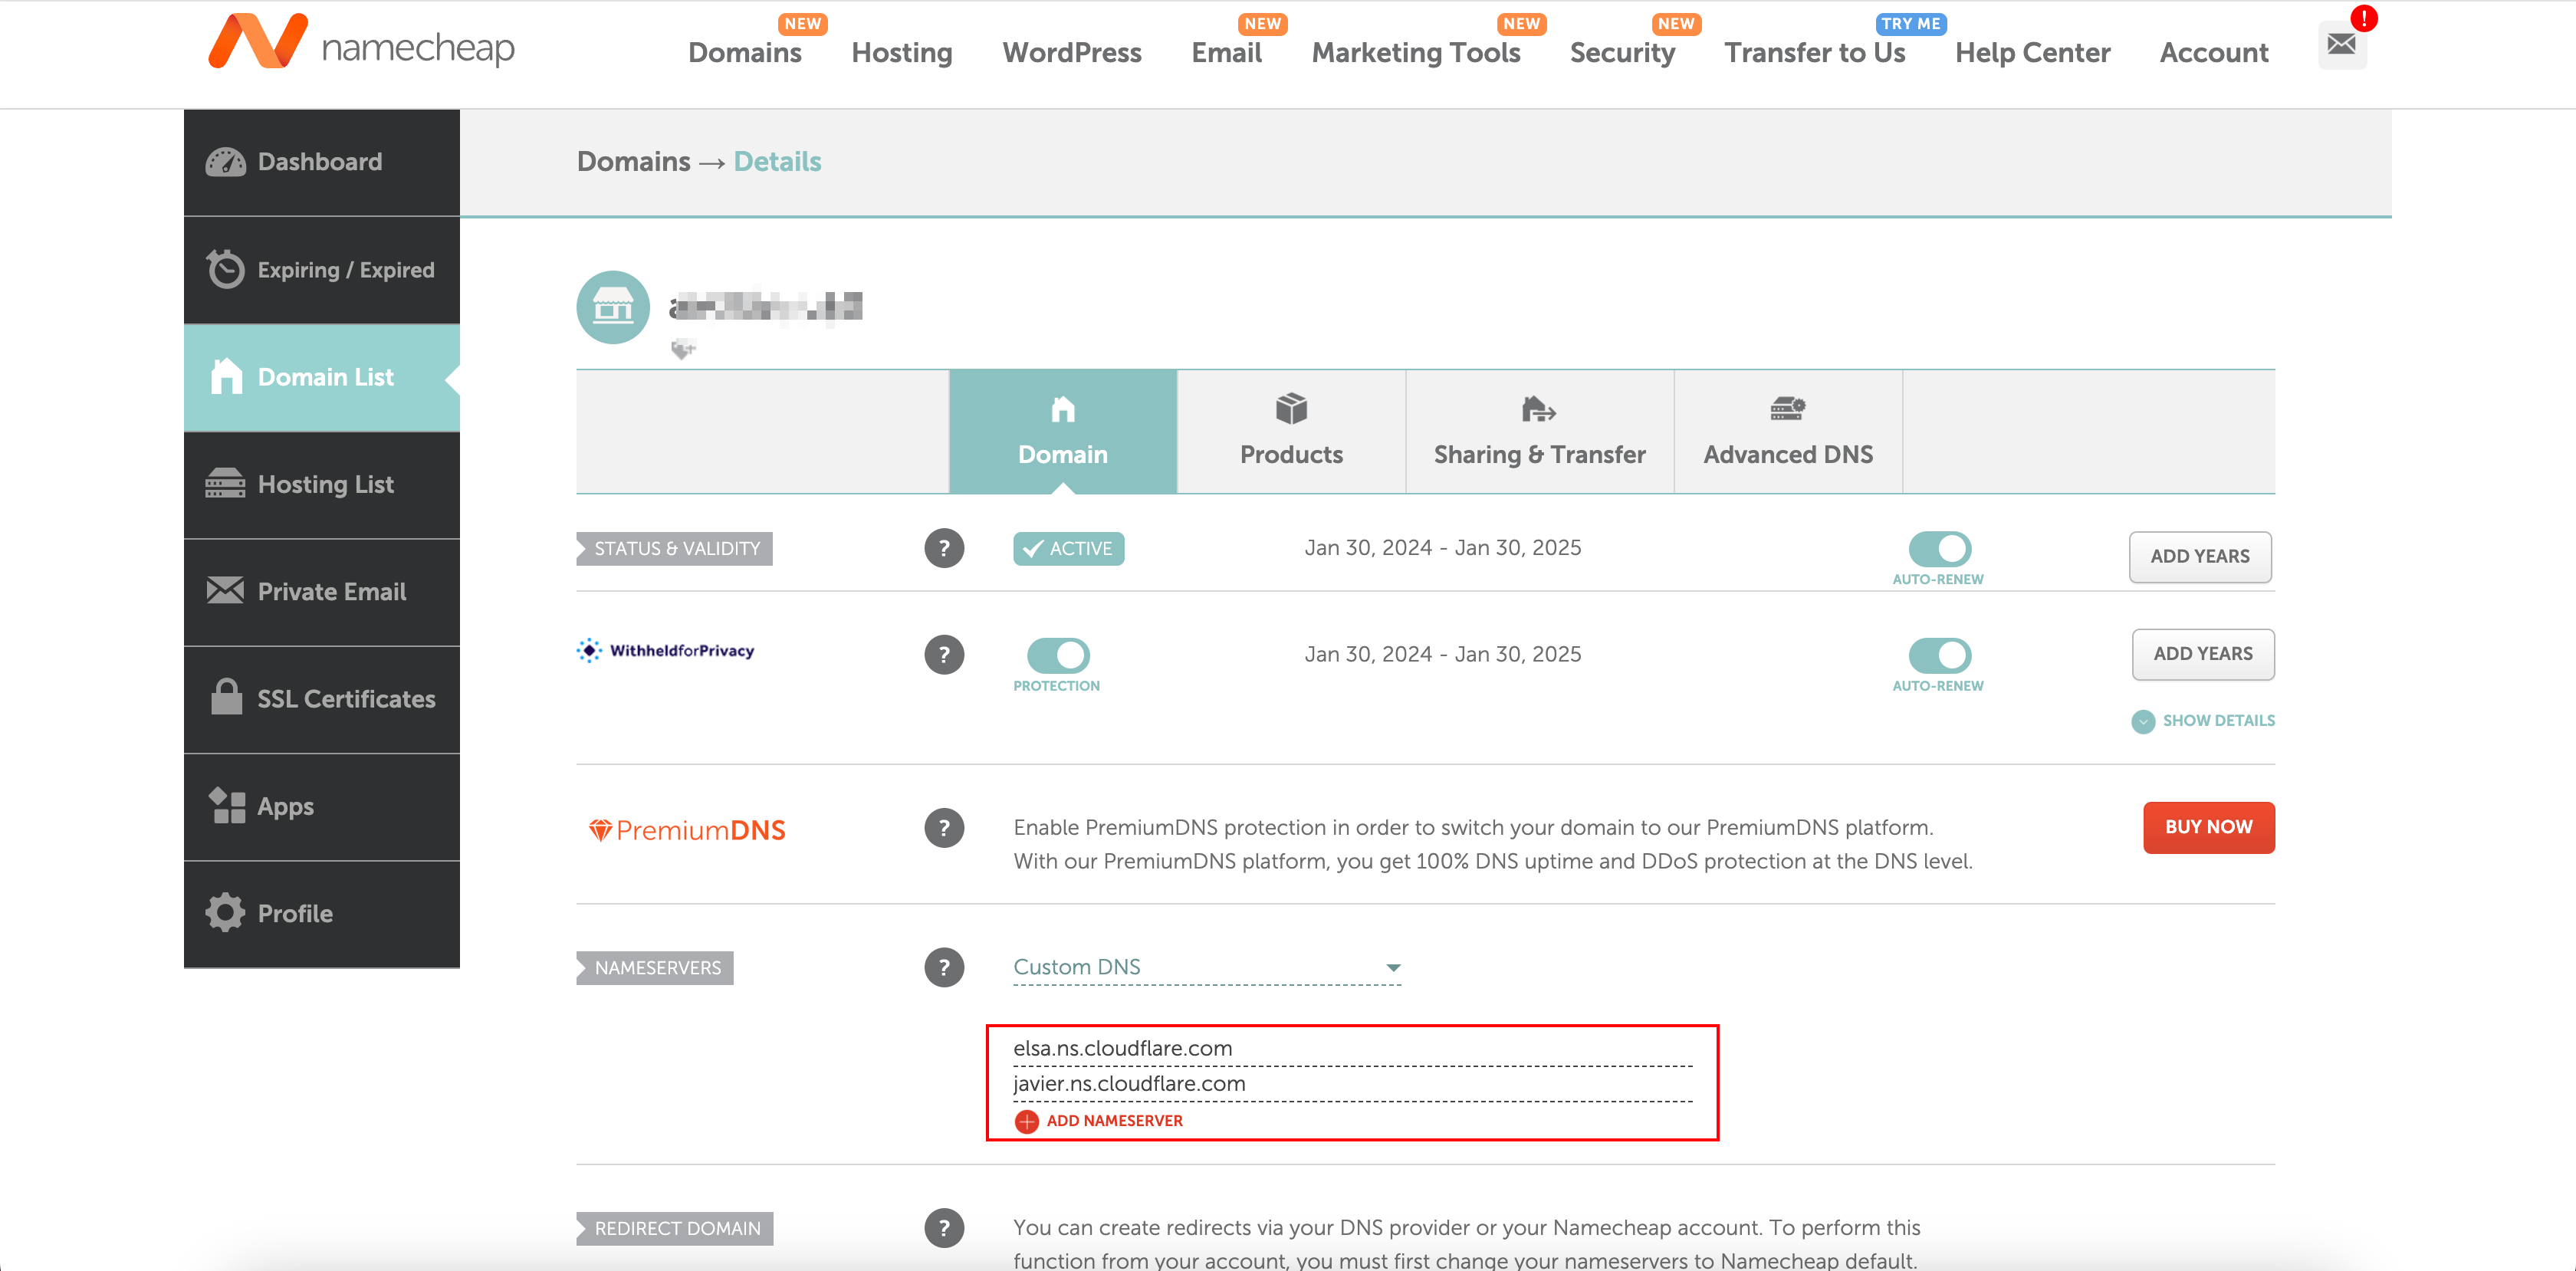 namecheap
NEW
NEW
NEW
NEW
TRY ME
Domains
Hosting
WordPress
Email
Marketing Tools
Security
Transfer to Us
Help Center
Account
!
Dashboard
Expiring / Expired
Domain List
Hosting List
Private Email
SSL Certificates
Apps
Profile
Domains → Details
Domain
Products
Sharing & Transfer
Advanced DNS
STATUS & VALIDITY
?
ACTIVE
Jan 30, 2024 - Jan 30, 2025
AUTO-RENEW
ADD YEARS
WithheldforPrivacy
?
PROTECTION
Jan 30, 2024 - Jan 30, 2025
AUTO-RENEW
ADD YEARS
SHOW DETAILS
PremiumDNS
?
Enable PremiumDNS protection in order to switch your domain to our PremiumDNS platform.
With our PremiumDNS platform, you get 100% DNS uptime and DDoS protection at the DNS level.
BUY NOW
NAMESERVERS
?
Custom DNS
elsa.ns.cloudflare.com
javier.ns.cloudflare.com
ADD NAMESERVER
REDIRECT DOMAIN
?
You can create redirects via your DNS provider or your Namecheap account. To perform this
function from your account, you must first change your nameservers to Namecheap default.